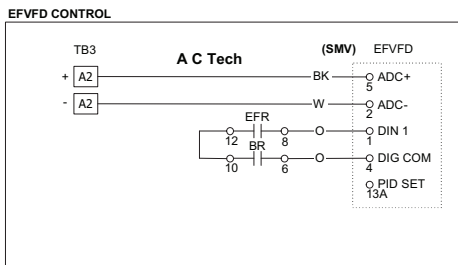 EFVFD CONTROL
TB3
A C Tech
(SMV) EFVFD
+ A2 BK ADC+
5
- A2 W ADC-
2
EFR
12 8 O DIN 1
1
BR
10 6 O DIG COM
4
PID SET
13A